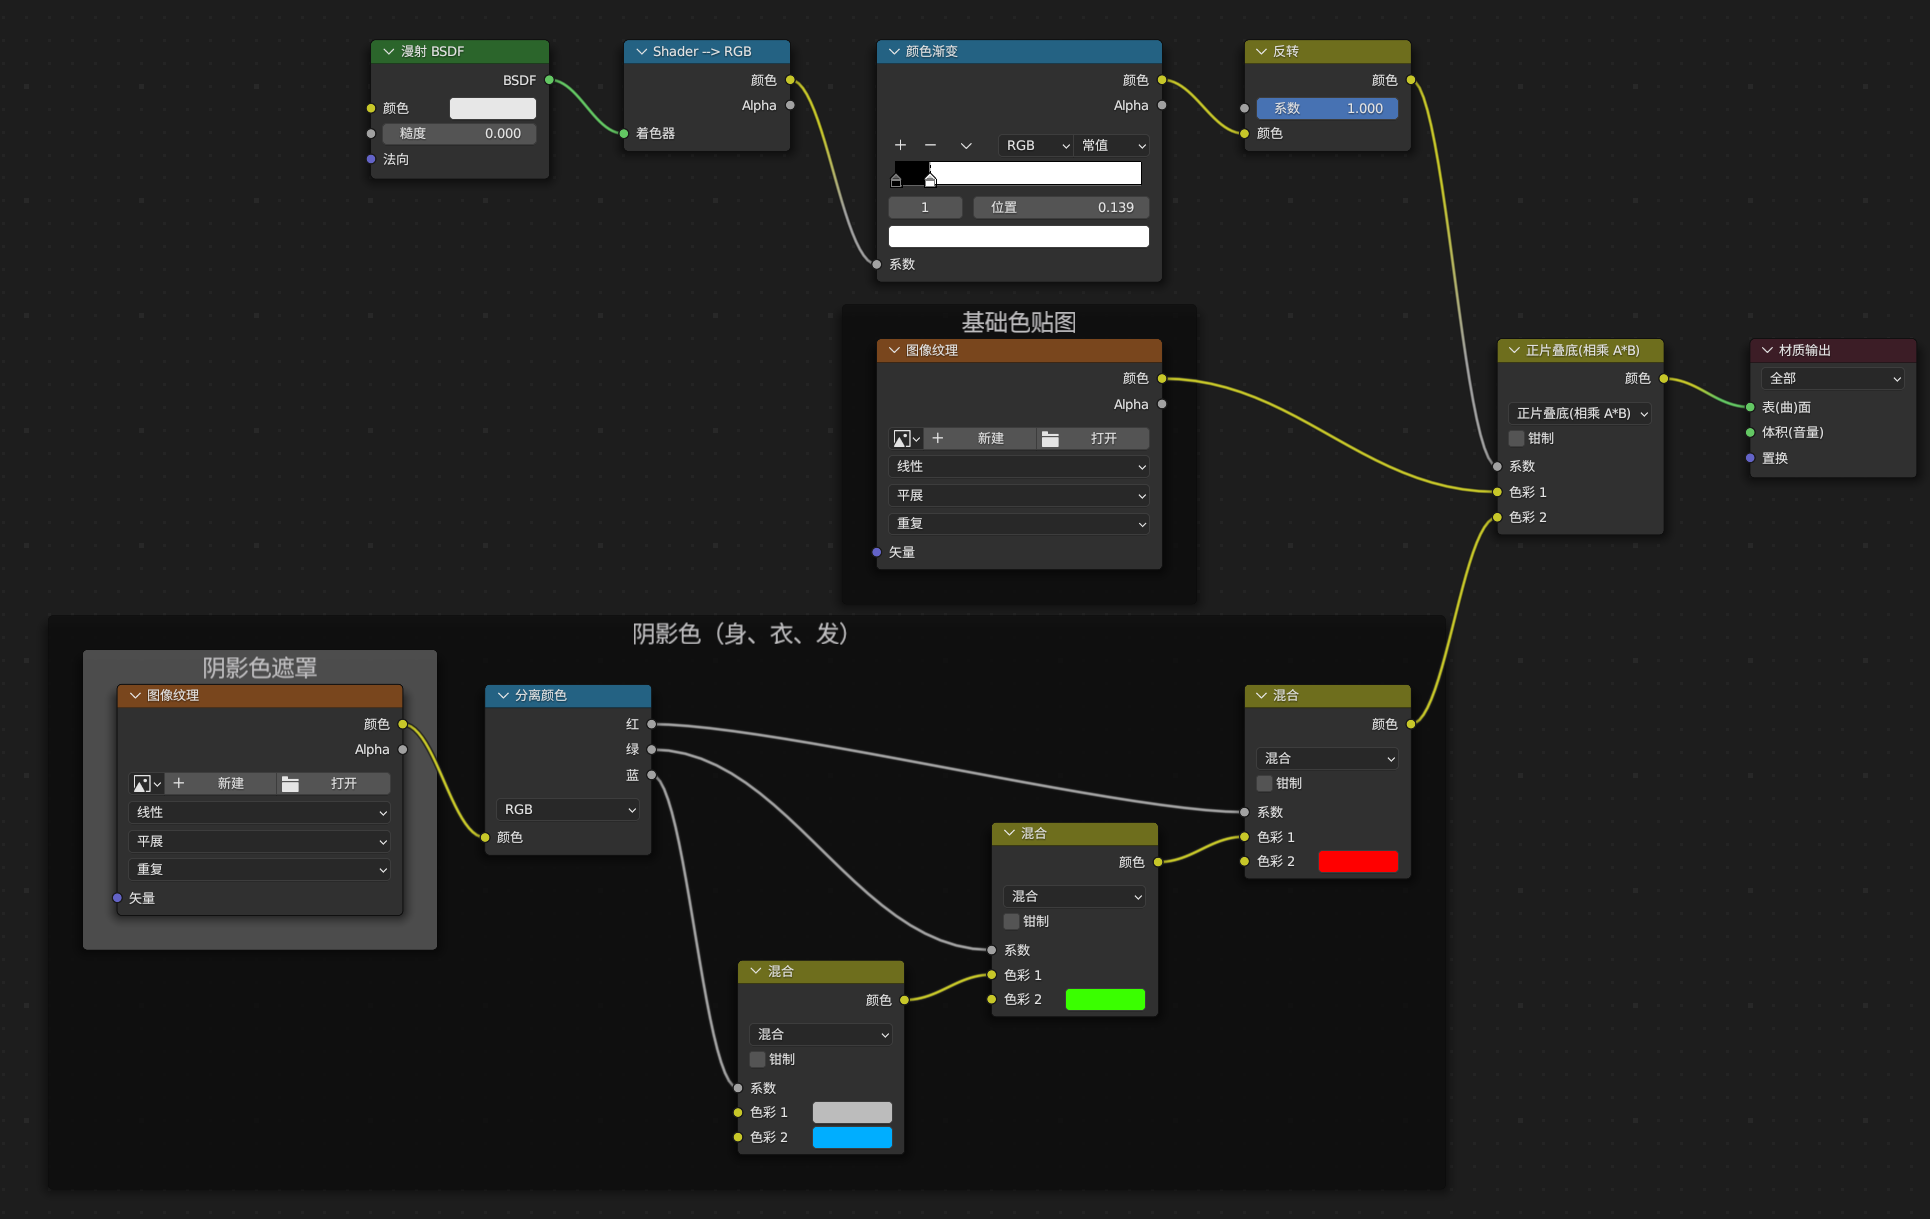 漫射 BSDF
BSDF
颜色
糙度 0.000
法向
Shader --> RGB
颜色
Alpha
着色器
颜色渐变
颜色
Alpha
RGB 常值
1 位置 0.139
系数
反转
颜色
系数 1.000
颜色
基础色贴图
图像纹理
颜色
Alpha
新建 打开
线性
平展
重复
矢量
正片叠底(相乘 A*B)
颜色
正片叠底(相乘 A*B)
钳制
系数
色彩 1
色彩 2
材质输出
全部
表(曲)面
体积(音量)
置换
阴影色（身、衣、发）
阴影色遮罩
图像纹理
颜色
Alpha
新建 打开
线性
平展
重复
矢量
分离颜色
红
绿
蓝
RGB
颜色
混合
颜色
混合
钳制
系数
色彩 1
色彩 2
混合
颜色
混合
钳制
系数
色彩 1
色彩 2
混合
颜色
混合
钳制
系数
色彩 1
色彩 2